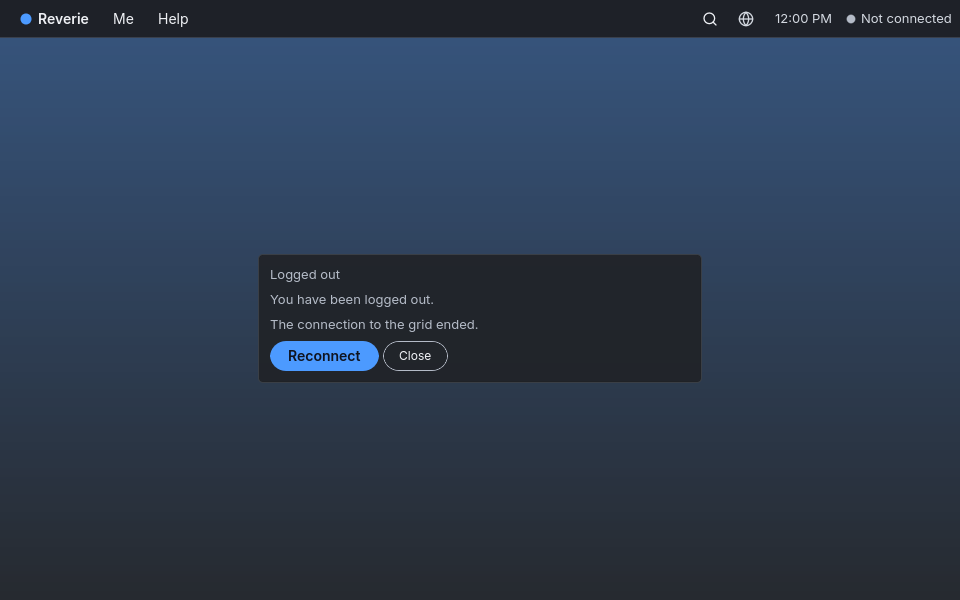 Reverie Me Help 12:00 PM Not connected
Logged out
You have been logged out.
The connection to the grid ended.
Reconnect Close